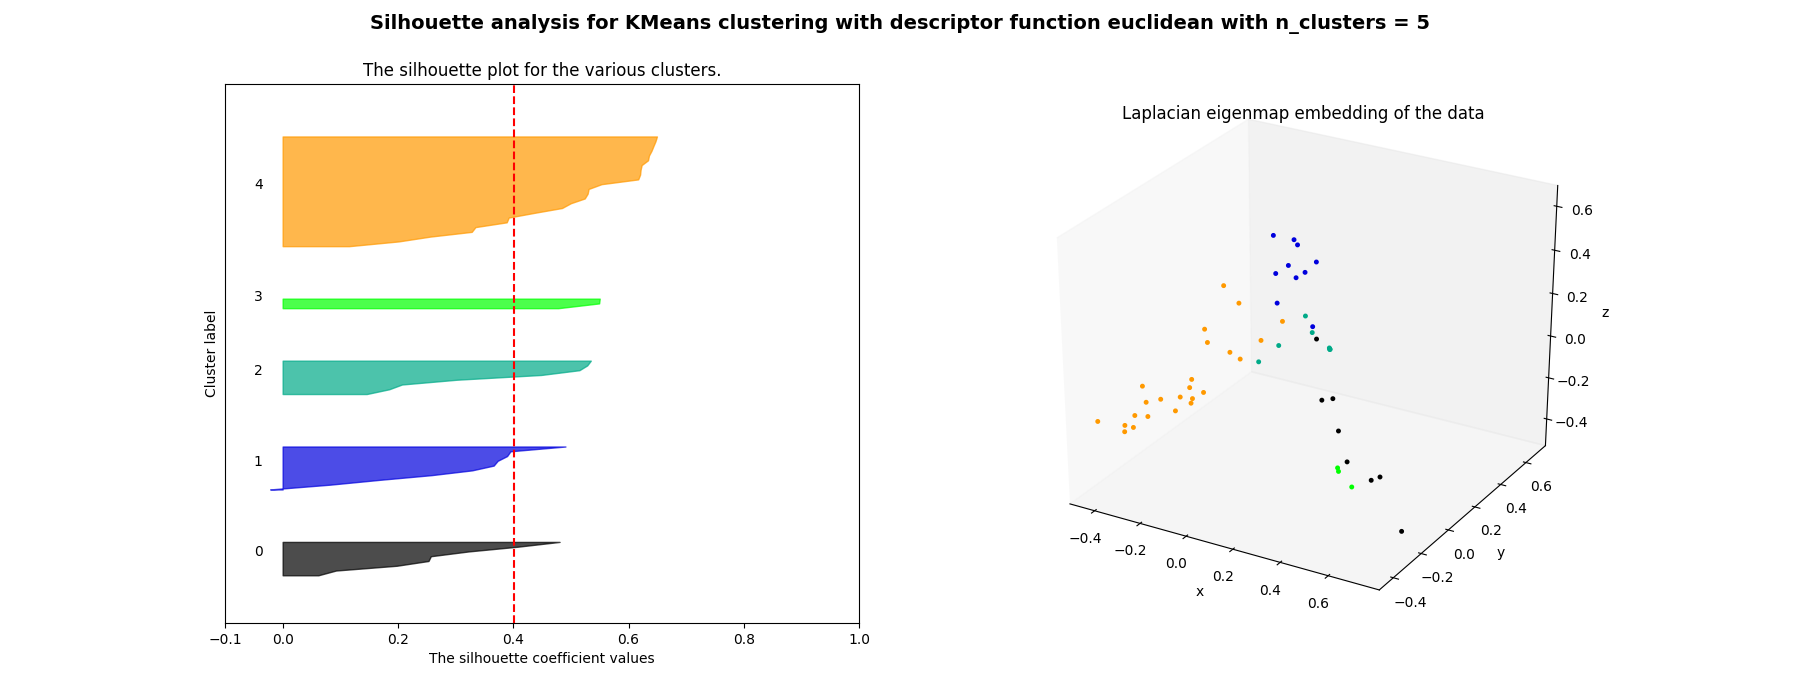 Silhouette analysis for KMeans clustering with descriptor function euclidean with n_clusters = 5
The silhouette plot for the various clusters.
4
3
2
1
0
Cluster label
−0.1 0.0 0.2 0.4 0.6 0.8 1.0
The silhouette coefficient values
Laplacian eigenmap embedding of the data
0.6
0.4
0.2
0.0
−0.2
−0.4
z
−0.4 −0.2 0.0 0.2 0.4 0.6
x
0.6
0.4
0.2
0.0
−0.2
−0.4
y